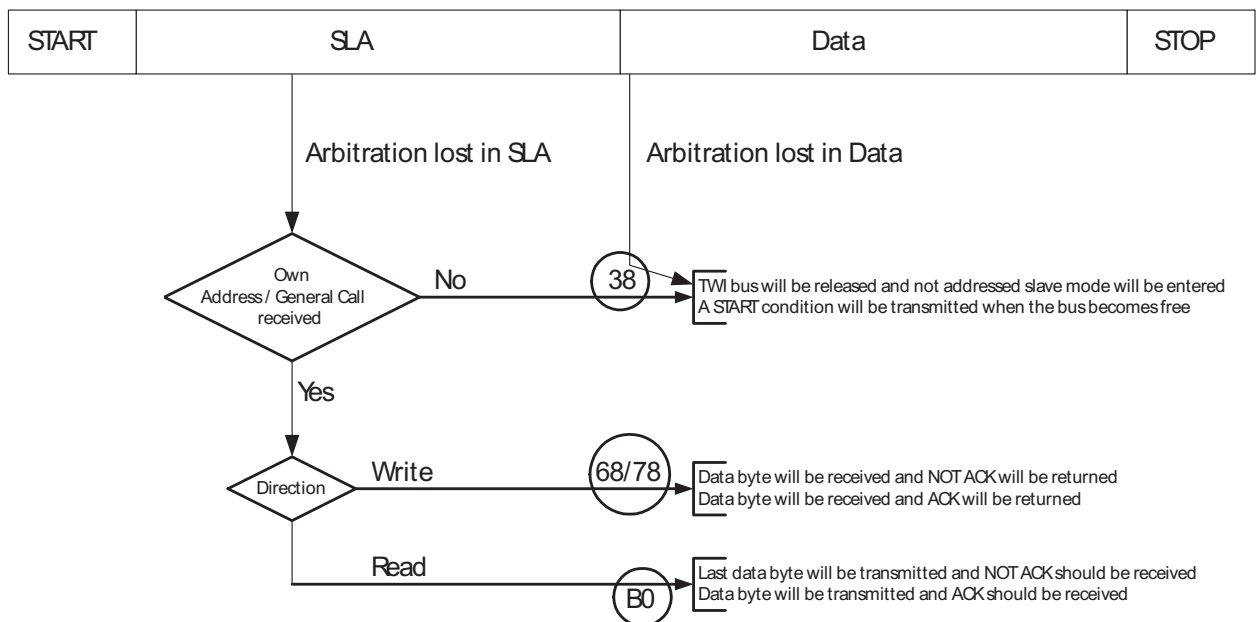 START SLA Data STOP
Arbitration lost in SLA Arbitration lost in Data
Own
Address / General Call
received
No
38
TWI bus will be released and not addressed slave mode will be entered
A START condition will be transmitted when the bus becomes free
Yes
Direction
Write
68/78
Data byte will be received and NOT ACK will be returned
Data byte will be received and ACK will be returned
Read
B0
Last data byte will be transmitted and NOT ACK should be received
Data byte will be transmitted and ACK should be received